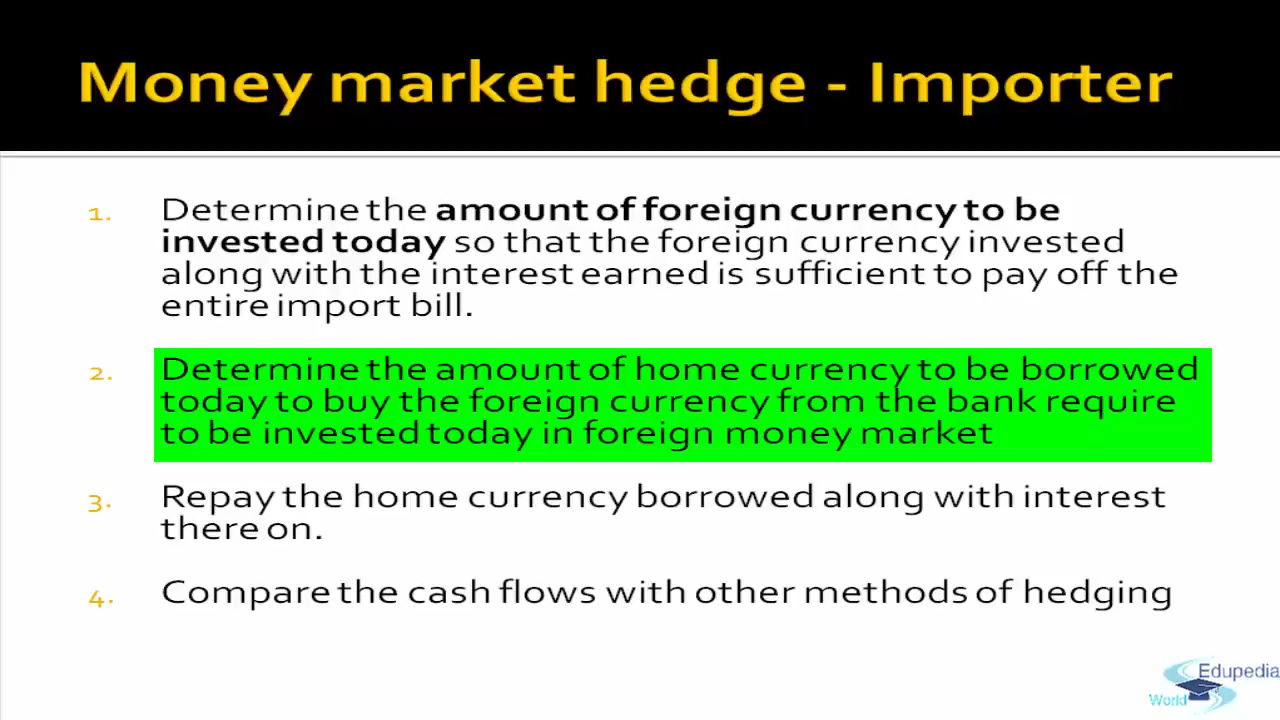 Money market hedge - Importer
1. Determine the amount of foreign currency to be
invested today so that the foreign currency invested
along with the interest earned is sufficient to pay off the
entire import bill.
2. Determine the amount of home currency to be borrowed
today to buy the foreign currency from the bank require
to be invested today in foreign money market
3. Repay the home currency borrowed along with interest
there on.
4. Compare the cash flows with other methods of hedging
Edupedia
World